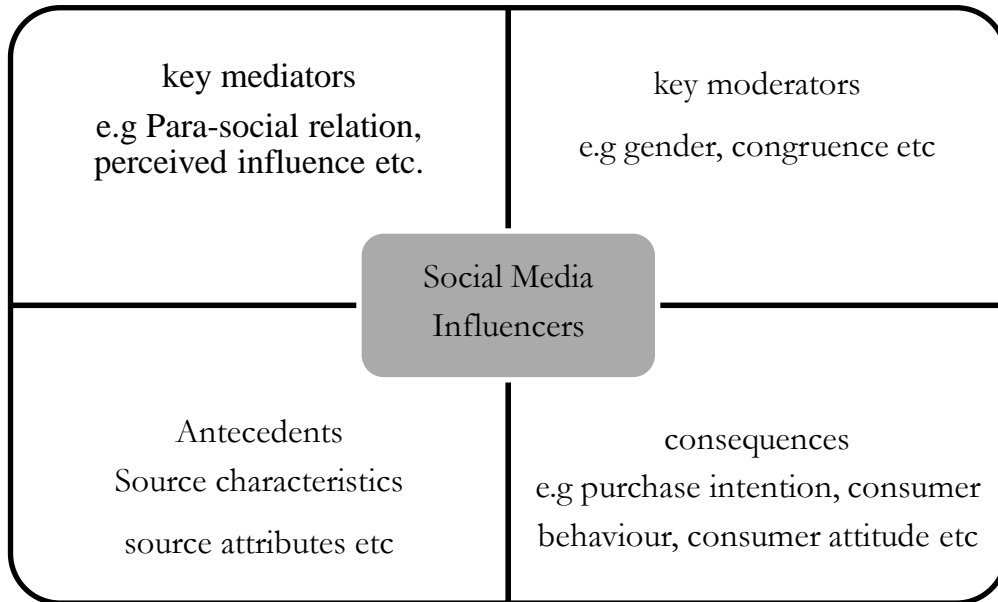 key mediators
e.g Para-social relation,
perceived influence etc.
key moderators
e.g gender, congruence etc
Social Media
Influencers
Antecedents
Source characteristics
source attributes etc
consequences
e.g purchase intention, consumer
behaviour, consumer attitude etc